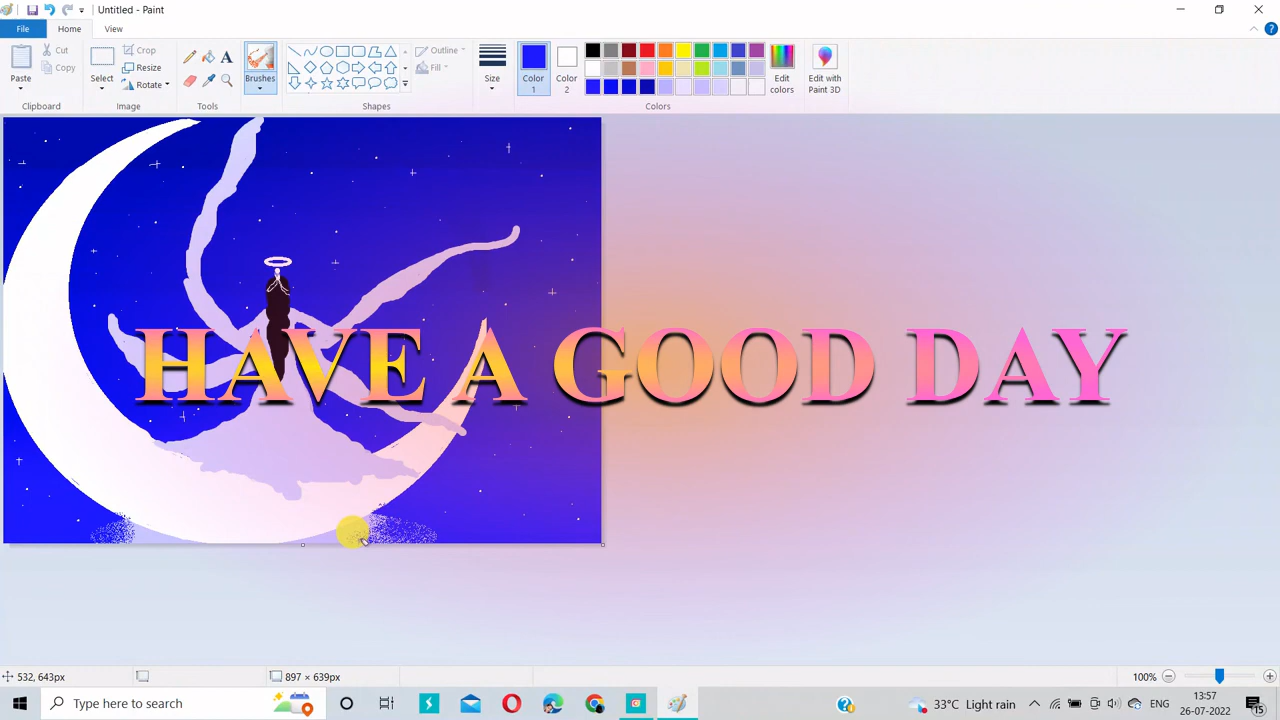 Untitled - Paint
File
Home
View
Paste
Cut
Copy
Clipboard
Select
Crop
Resize
Rotate
Image
A
Tools
Brushes
Outline
Fill
Shapes
Size
Color
1
Color
2
Edit
colors
Colors
Edit with
Paint 3D
HAVE A GOOD DAY
532, 643px
897 × 639px
100%
Type here to search
33°C Light rain
ENG
13:57
26-07-2022
15